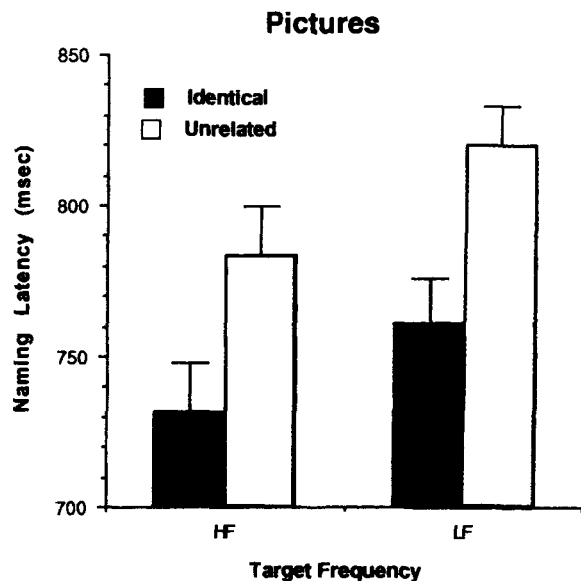 Pictures
850
800
750
700
Naming Latency (msec)
Identical
Unrelated
HF
LF
Target Frequency